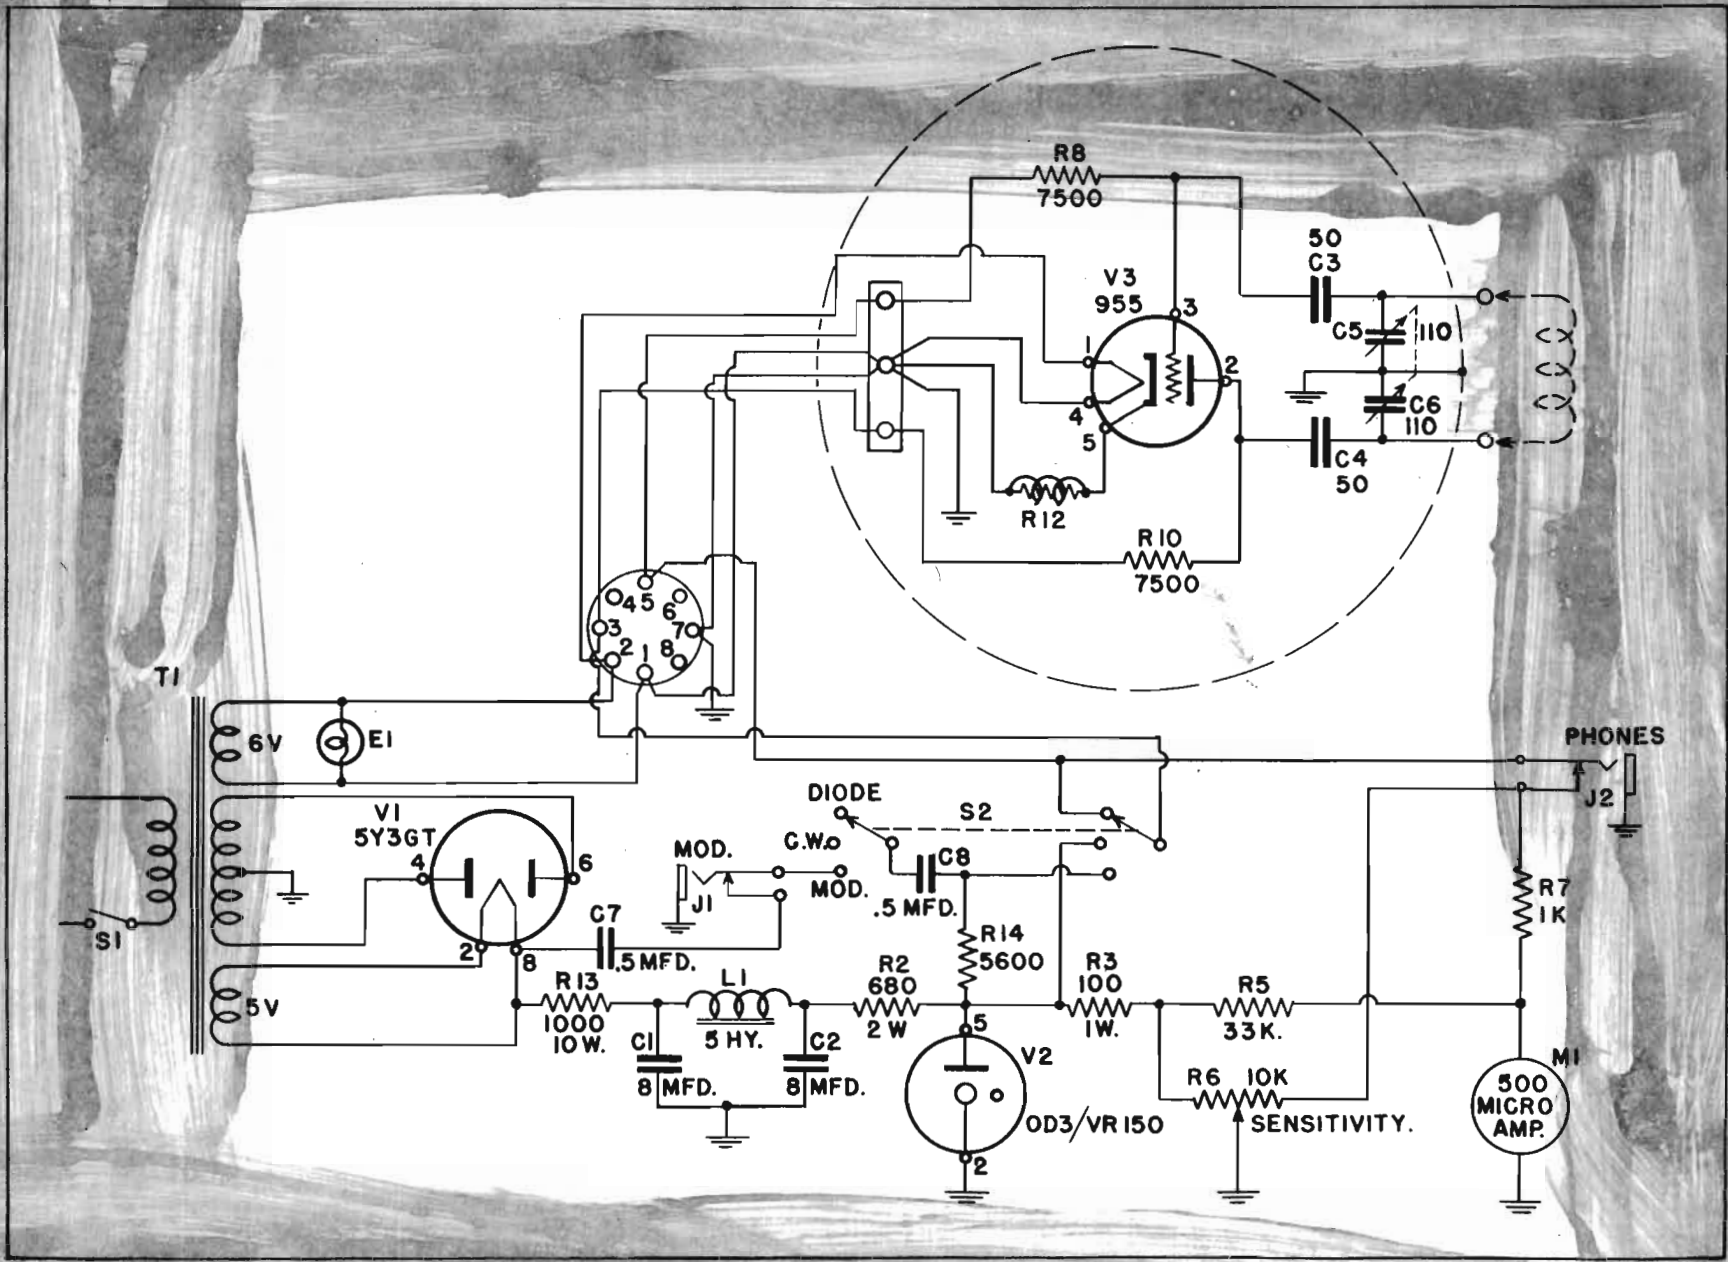 R8
7500
50
C3
V3
955
3
C5
110
1
2
4
C6
110
5
C4
50
R12
R10
7500
4
5
6
3
7
2
1
8
T1
6V
E1
PHONES
J2
V1
5Y3GT
DIODE
S2
C.W.
4
6
MOD.
C8
MOD.
J1
.5 MFD.
R7
1K
S1
C7
2
8
.5 MFD.
R14
5600
R13
L1
R2
680
R3
100
R5
5V
1000
10 W.
5 HY.
2 W
1W.
33K.
C1
C2
5
V2
M1
8 MFD.
8 MFD.
R6
10K
500
MICRO
AMP.
OD3/VR150
SENSITIVITY.
2